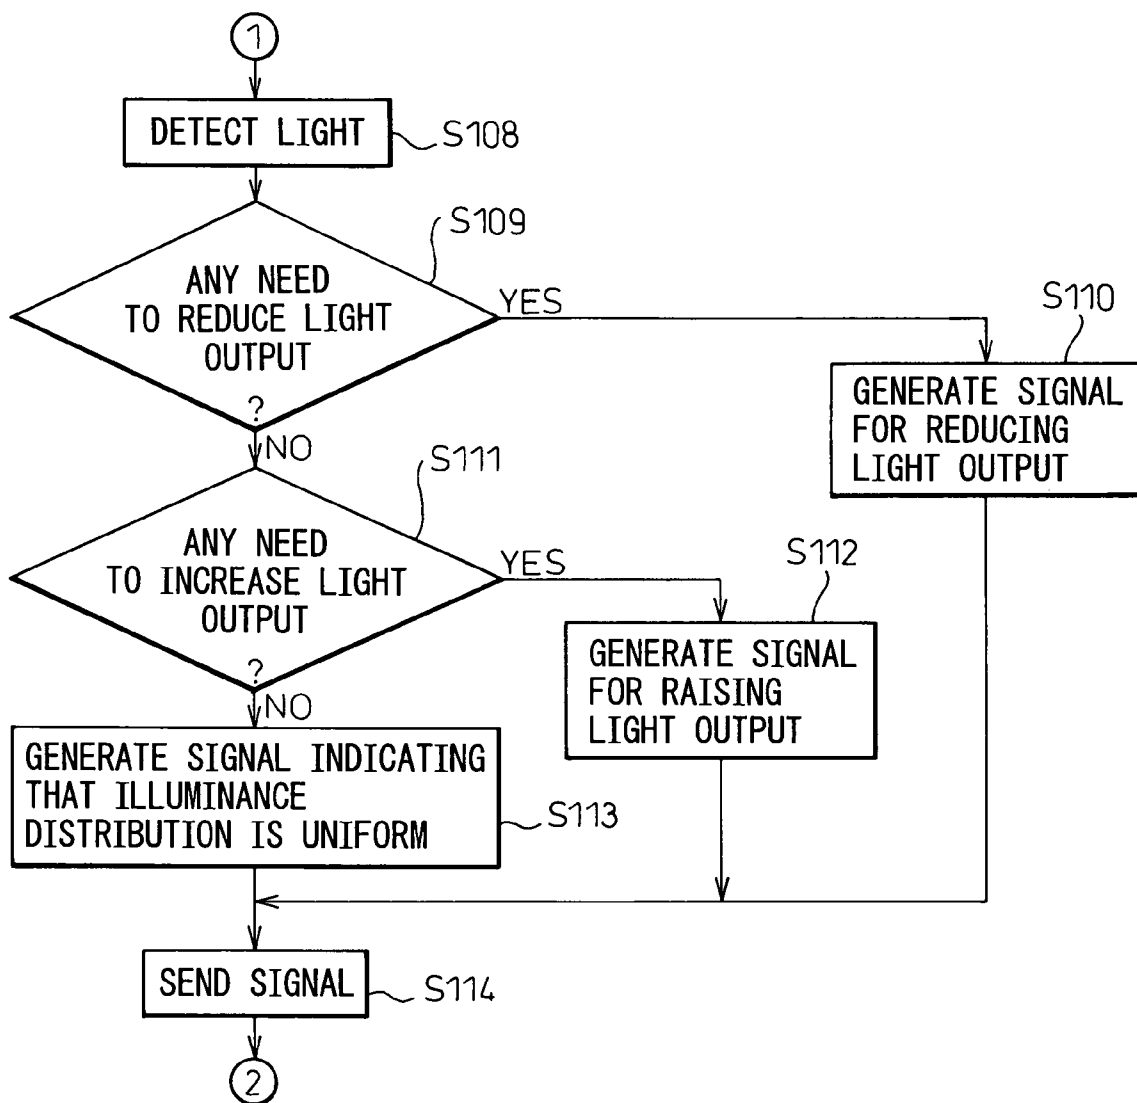 1
DETECT LIGHT
S108
S109
ANY NEED
TO REDUCE LIGHT
OUTPUT
?
YES
NO
S110
GENERATE SIGNAL
FOR REDUCING
LIGHT OUTPUT
S111
ANY NEED
TO INCREASE LIGHT
OUTPUT
?
YES
NO
S112
GENERATE SIGNAL
FOR RAISING
LIGHT OUTPUT
GENERATE SIGNAL INDICATING
THAT ILLUMINANCE
DISTRIBUTION IS UNIFORM
S113
SEND SIGNAL
S114
2